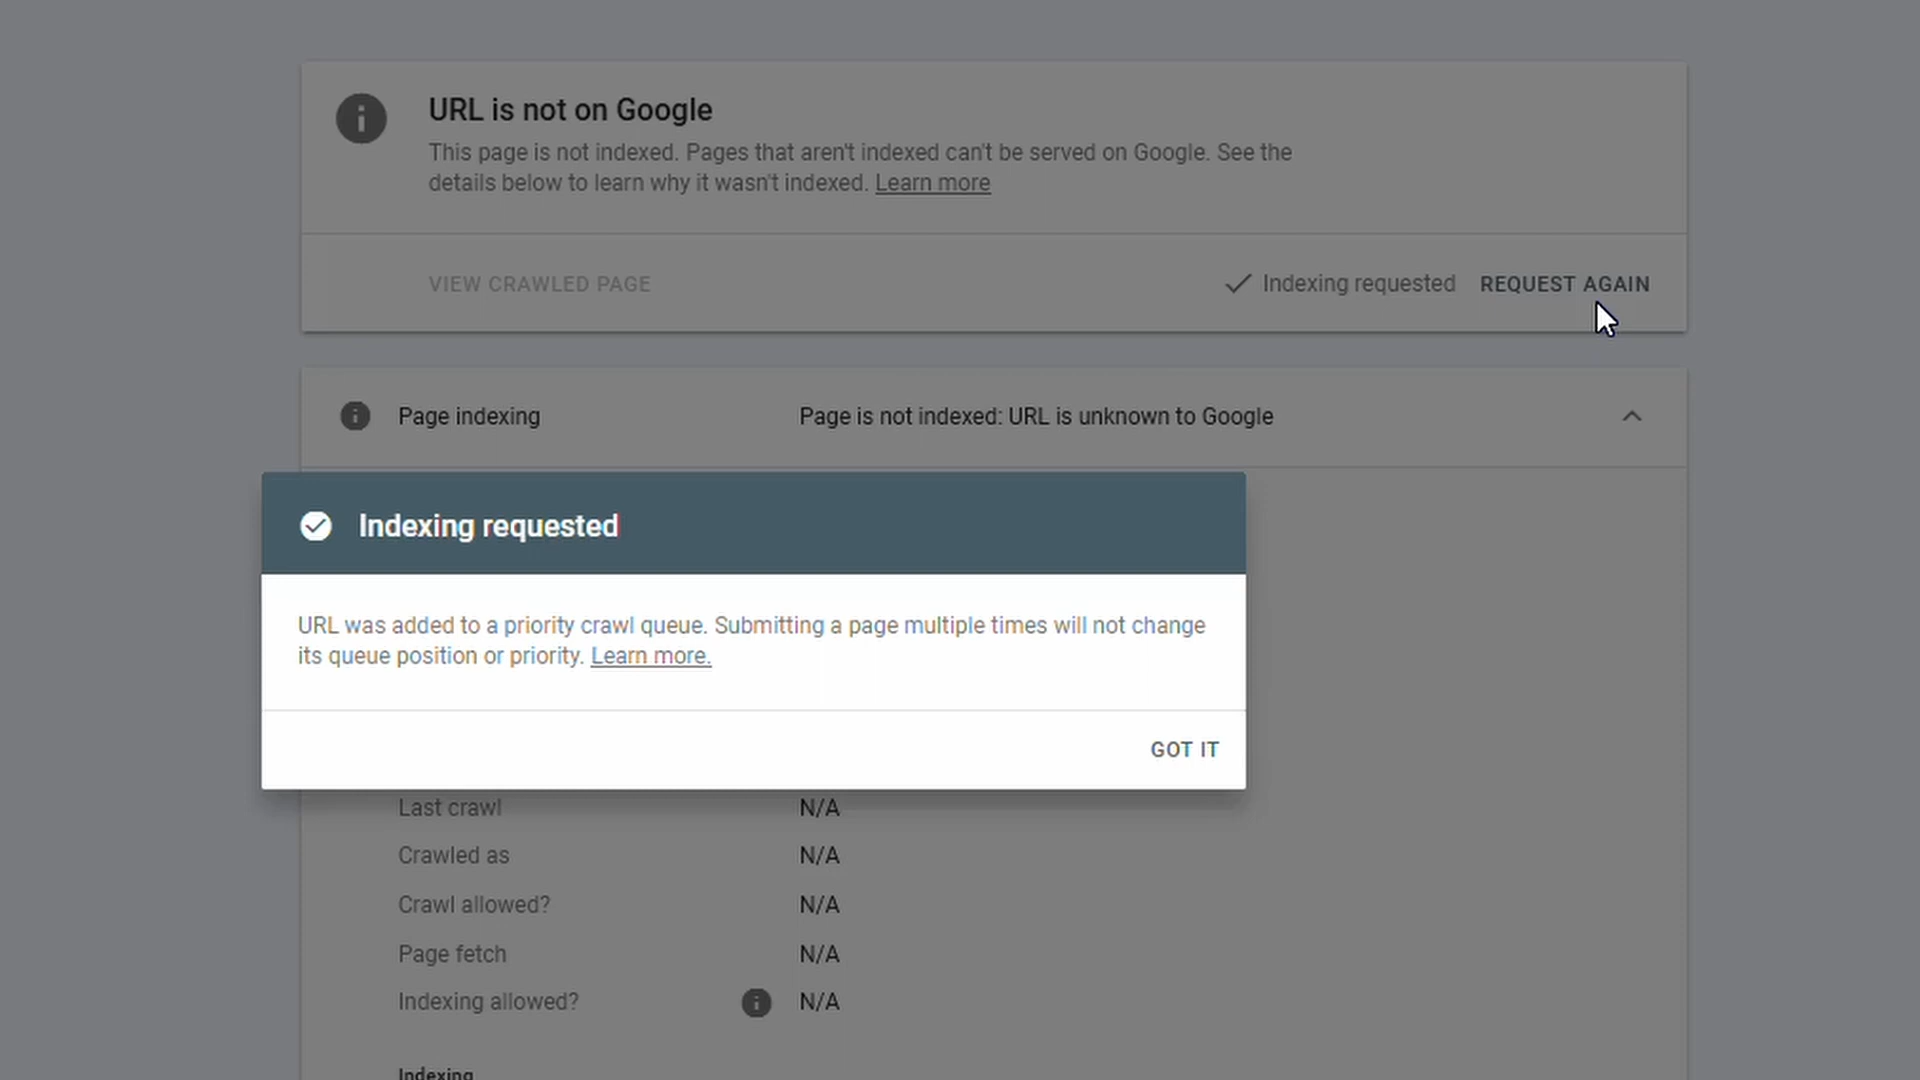 URL is not on Google
This page is not indexed. Pages that aren't indexed can't be served on Google. See the
details below to learn why it wasn't indexed. Learn more
VIEW CRAWLED PAGE
Indexing requested
REQUEST AGAIN
Page indexing
Page is not indexed: URL is unknown to Google
Indexing requested
URL was added to a priority crawl queue. Submitting a page multiple times will not change
its queue position or priority. Learn more.
GOT IT
Last crawl
N/A
Crawled as
N/A
Crawl allowed?
N/A
Page fetch
N/A
Indexing allowed?
N/A
Indexing